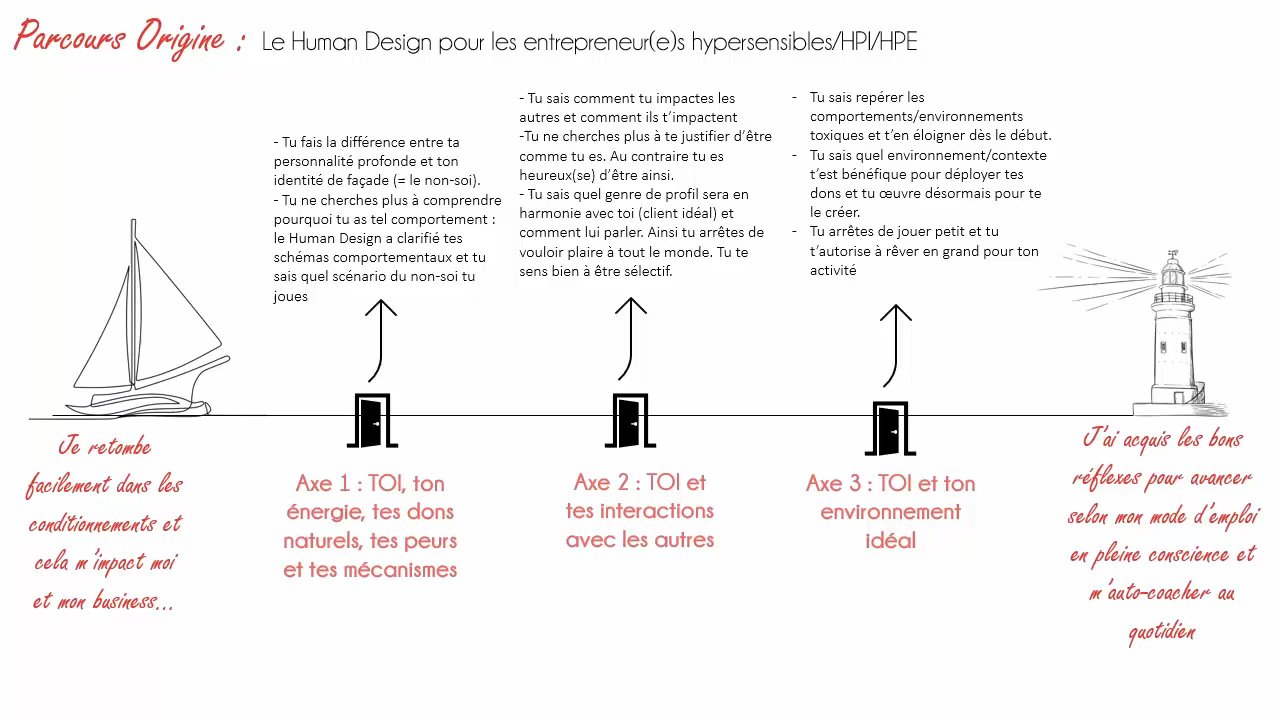 Parcours Origine :
Le Human Design pour les entrepreneur(e)s hypersensibles/HPI/HPE
- Tu fais la différence entre ta
personnalité profonde et ton
identité de façade (= le non-soi).
- Tu ne cherches plus à comprendre
pourquoi tu as tel comportement :
le Human Design a clarifié tes
schémas comportementaux et tu
sais quel scénario du non-soi tu
joues
- Tu sais comment tu impactes les
autres et comment ils t’impactent
-Tu ne cherches plus à te justifier d’être
comme tu es. Au contraire tu es
heureux(se) d’être ainsi.
- Tu sais quel genre de profil sera en
harmonie avec toi (client idéal) et
comment lui parler. Ainsi tu arrêtes de
vouloir plaire à tout le monde. Tu te
sens bien à être sélectif.
- Tu sais repérer les
comportements/environnements
toxiques et t’en éloigner dès le début.
- Tu sais quel environnement/contexte
t’est bénéfique pour déployer tes
dons et tu œuvre désormais pour te
le créer.
- Tu arrêtes de jouer petit et tu
t’autorise à rêver en grand pour ton
activité
Je retombe
facilement dans les
conditionnements et
cela m'impact moi
et mon business...
Axe 1 : TOI, ton
énergie, tes dons
naturels, tes peurs
et tes mécanismes
Axe 2 : TOI et
tes interactions
avec les autres
Axe 3 : TOI et ton
environnement
idéal
J'ai acquis les bons
réflexes pour avancer
selon mon mode d'emploi
en pleine conscience et
m'auto-coacher au
quotidien